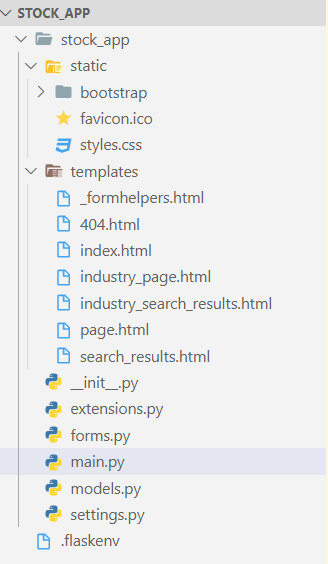 STOCK_APP
stock_app
static
bootstrap
favicon.ico
styles.css
templates
_formhelpers.html
404.html
index.html
industry_page.html
industry_search_results.html
page.html
search_results.html
__init__.py
extensions.py
forms.py
main.py
models.py
settings.py
.flaskenv